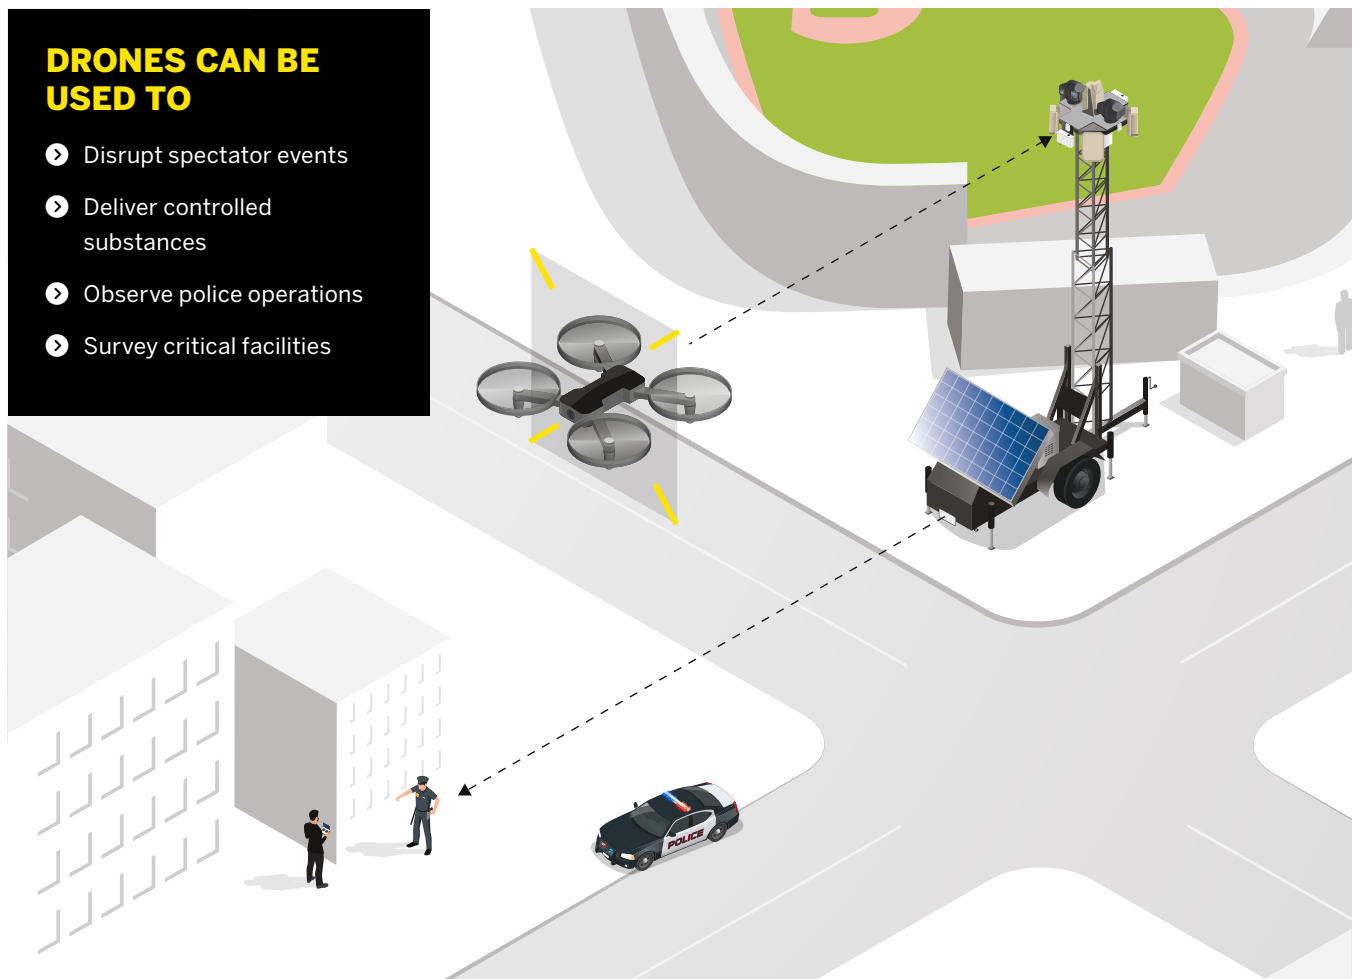 DRONES CAN BE
USED TO
Disrupt spectator events
Deliver controlled
substances
Observe police operations
Survey critical facilities
POLICE